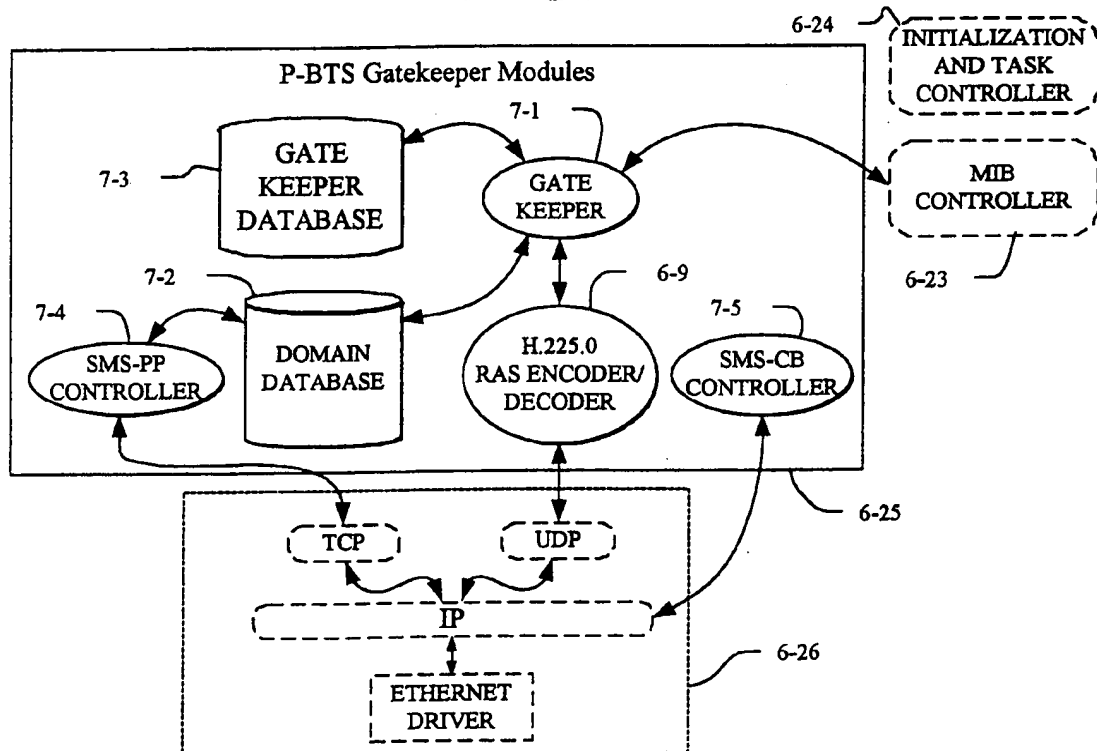 6-24
INITIALIZATION
AND TASK
CONTROLLER
P-BTS Gatekeeper Modules
7-1
7-3
GATE
KEEPER
DATABASE
GATE
KEEPER
MIB
CONTROLLER
6-23
7-2
6-9
7-4
7-5
SMS-PP
CONTROLLER
DOMAIN
DATABASE
H.225.0
RAS ENCODER/
DECODER
SMS-CB
CONTROLLER
6-25
TCP
UDP
IP
6-26
ETHERNET
DRIVER